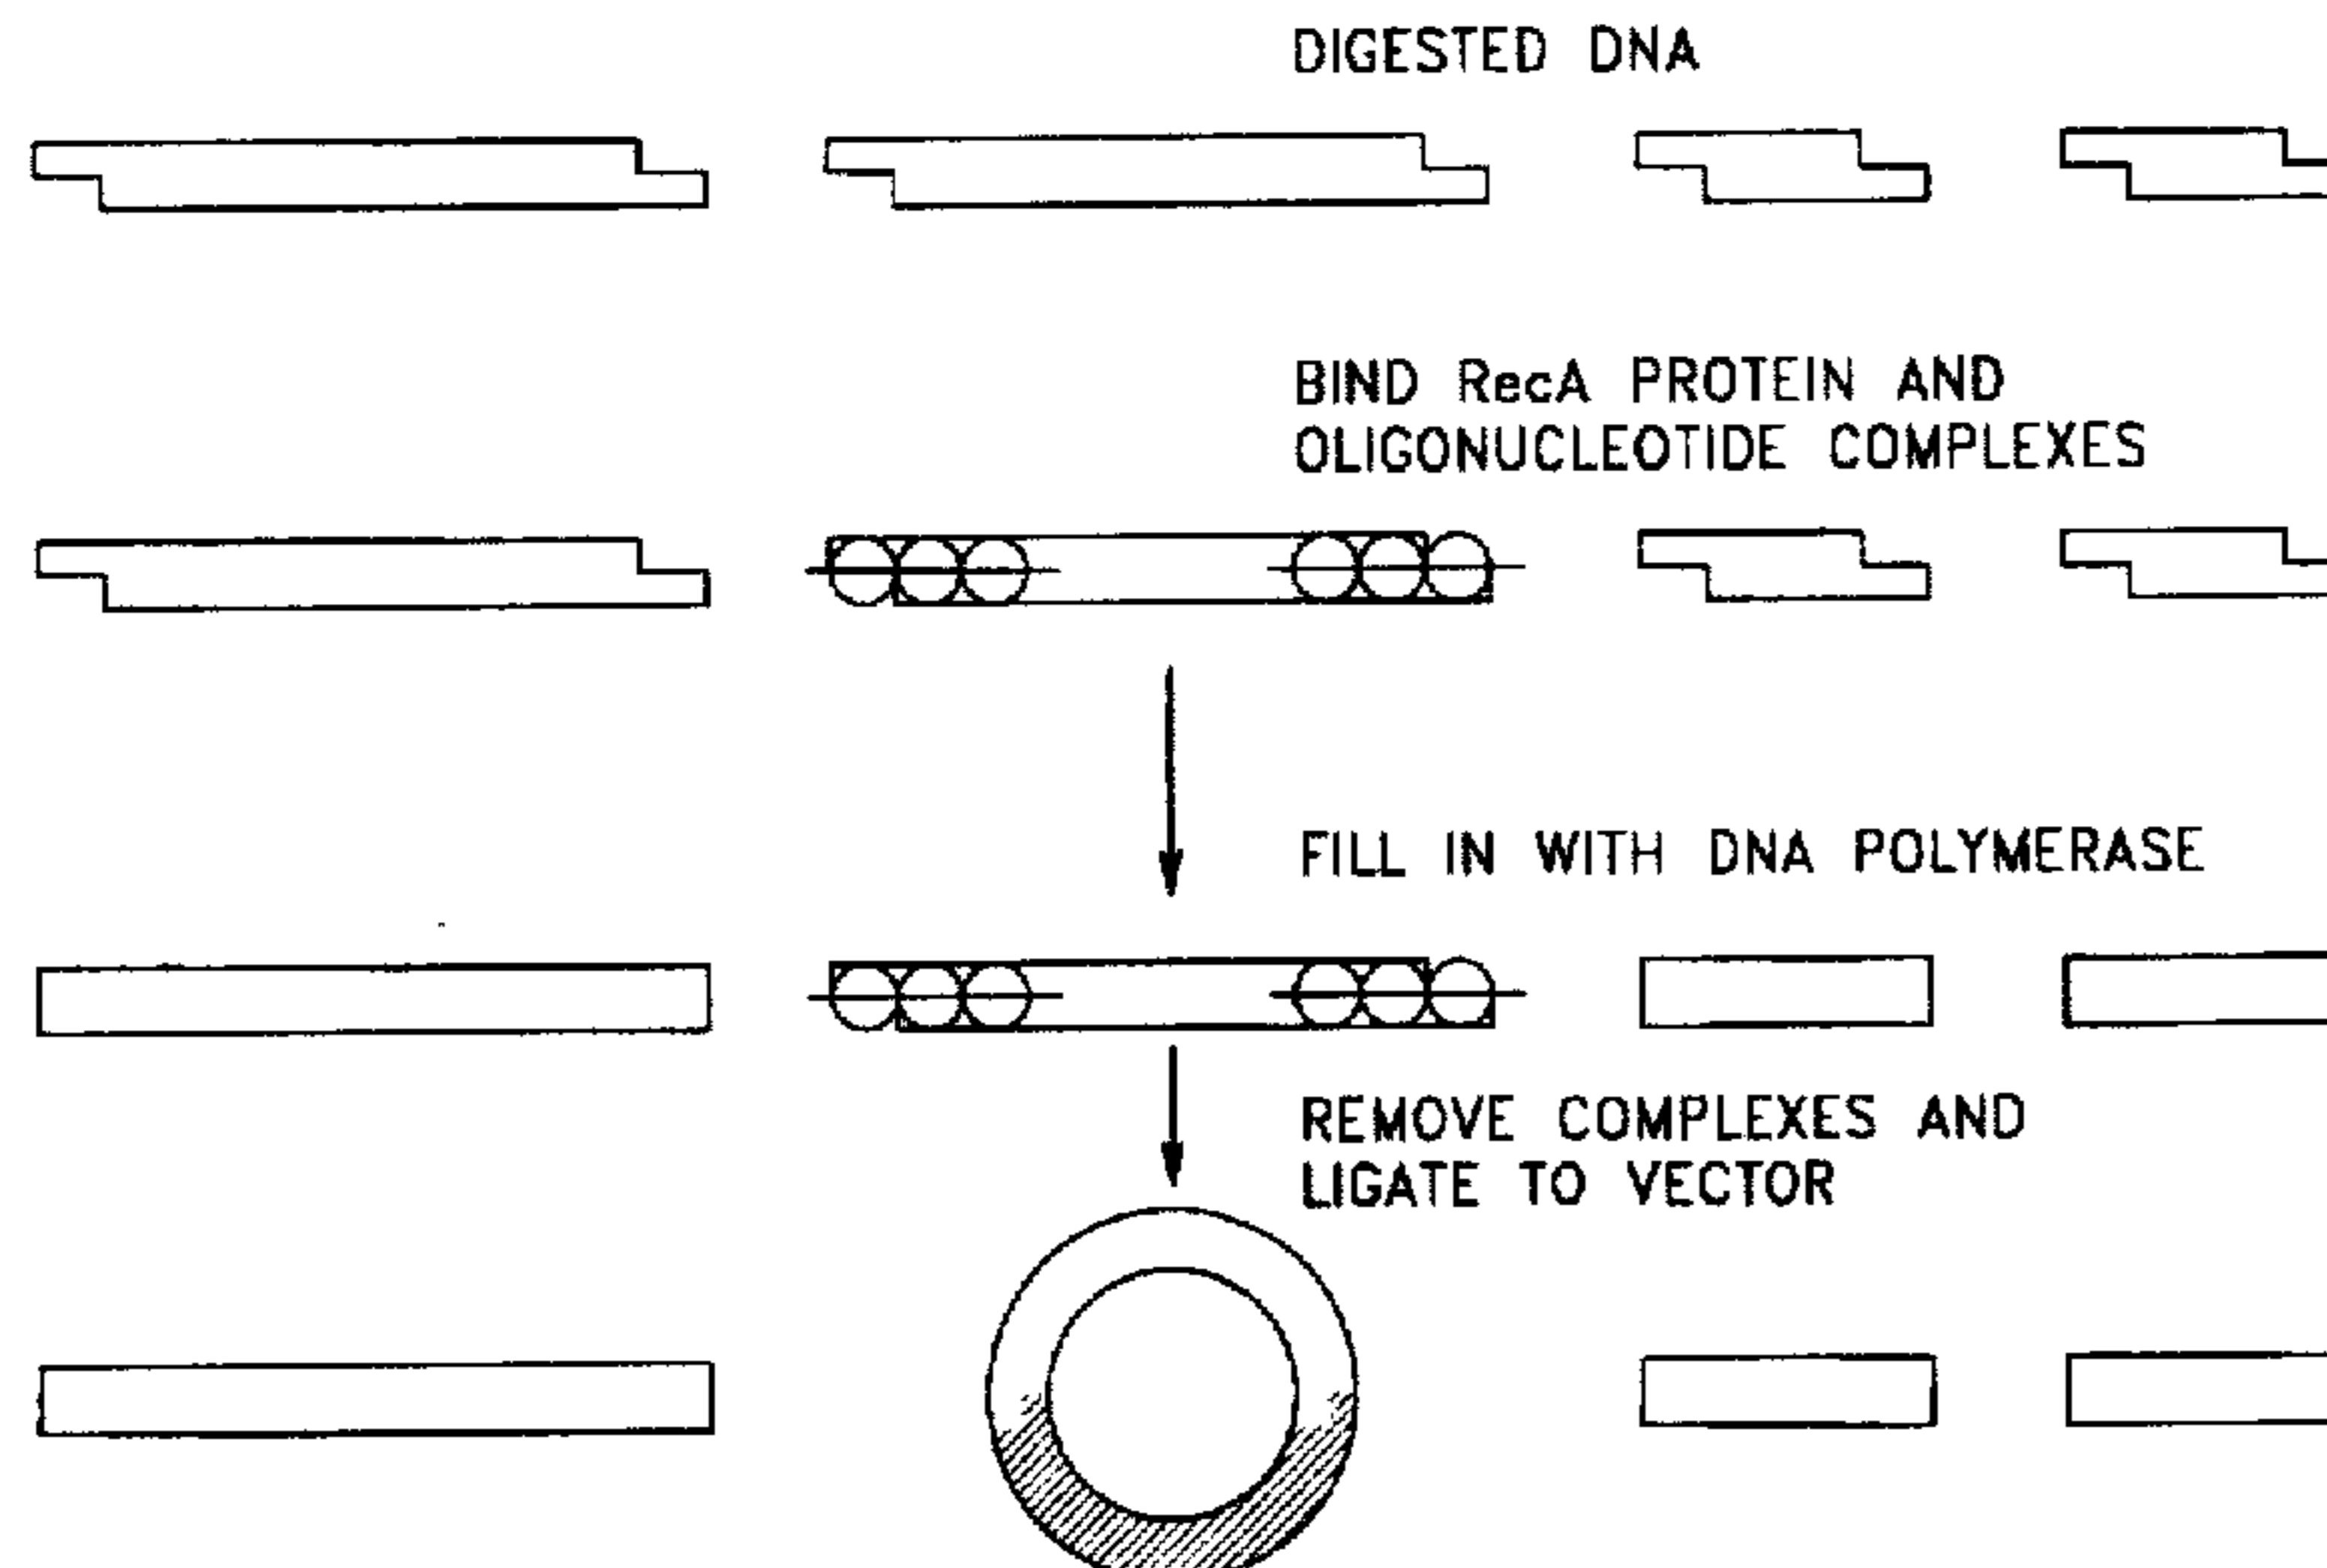 DIGESTED DNA
BIND RecA PROTEIN AND
OLIGONUCLEOTIDE COMPLEXES
FILL IN WITH DNA POLYMERASE
REMOVE COMPLEXES AND
LIGATE TO VECTOR